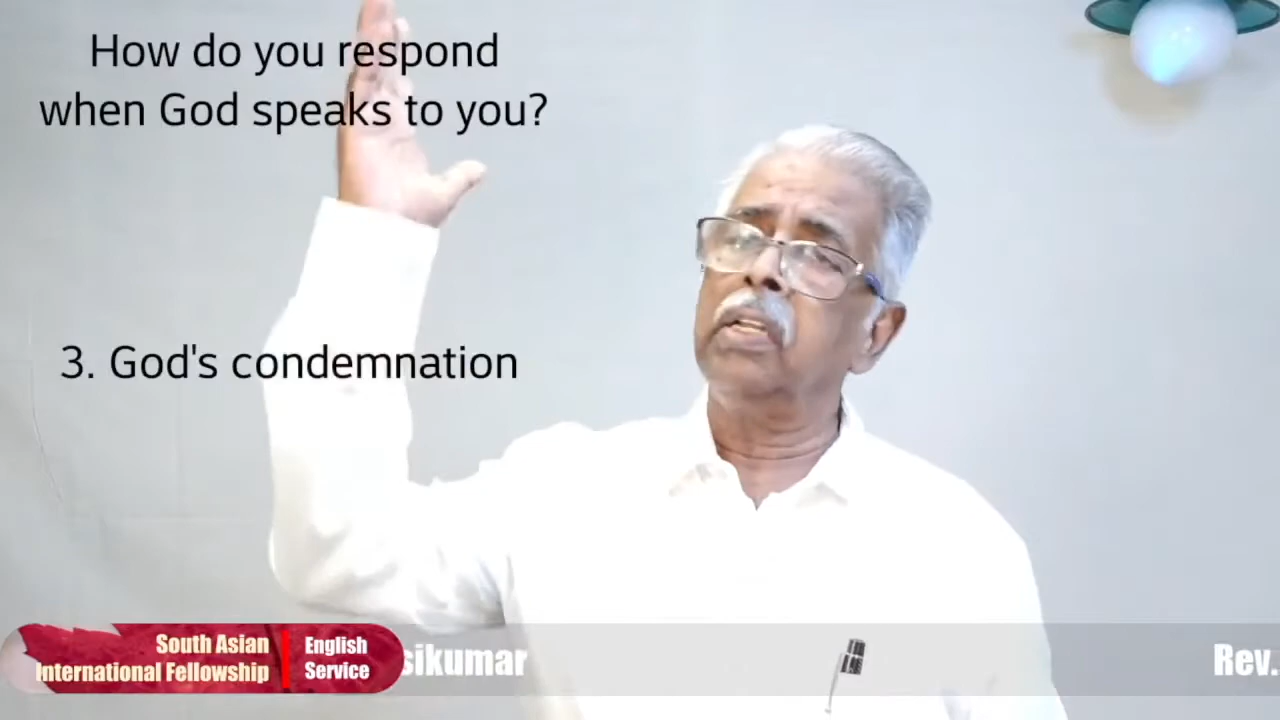 How do you respond
when God speaks to you?
3. God's condemnation
South Asian
International Fellowship
English
Service
sikumar
Rev.